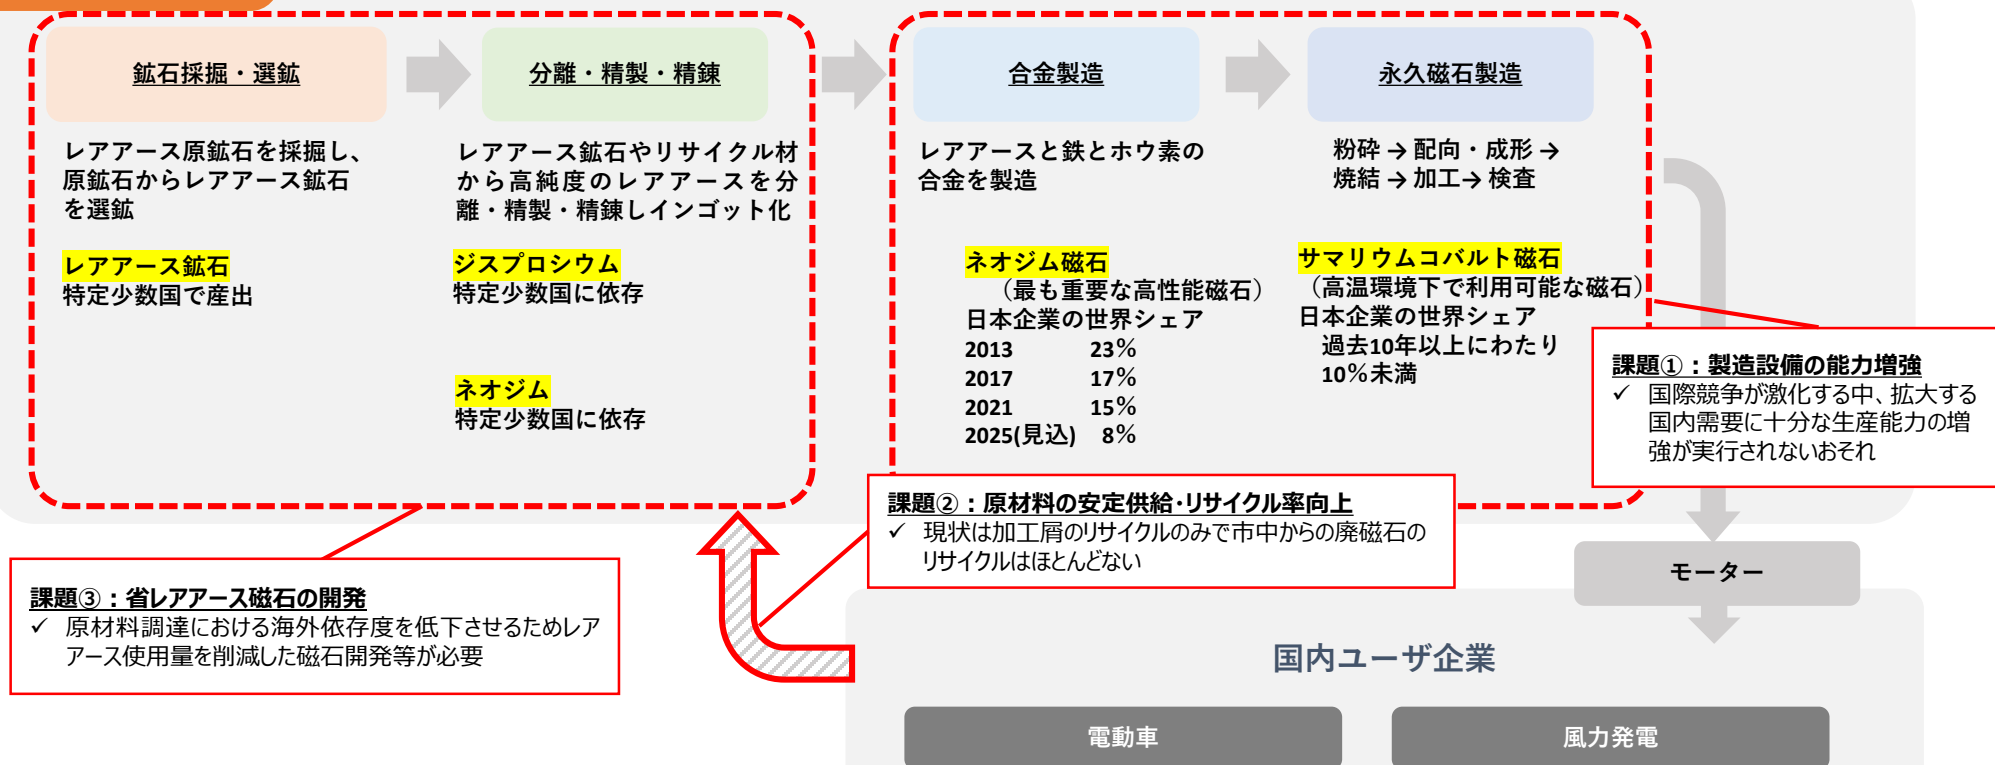 鉱石採掘・選鉱
レアアース原鉱石を採掘し、
原鉱石からレアアース鉱石
を選鉱
レアアース鉱石
特定少数国で産出
分離・精製・精錬
レアアース鉱石やリサイクル材
から高純度のレアアースを分
離・精製・精錬しインゴット化
ジスプロシウム
特定少数国に依存
ネオジム
特定少数国に依存
合金製造
レアアースと鉄とホウ素の
合金を製造
ネオジム磁石
（最も重要な高性能磁石）
日本企業の世界シェア
2013 23％
2017 17％
2021 15％
2025(見込) 8％
永久磁石製造
粉砕 → 配向・成形 →
焼結 → 加工→ 検査
サマリウムコバルト磁石
（高温環境下で利用可能な磁石）
日本企業の世界シェア
過去10年以上にわたり
10％未満
課題①：製造設備の能力増強
✓ 国際競争が激化する中、拡大する
国内需要に十分な生産能力の増
強が実行されないおそれ
課題②：原材料の安定供給・リサイクル率向上
✓ 現状は加工屑のリサイクルのみで市中からの廃磁石の
リサイクルはほとんどない
課題③：省レアアース磁石の開発
✓ 原材料調達における海外依存度を低下させるためレア
アース使用量を削減した磁石開発等が必要
モーター
国内ユーザ企業
電動車
風力発電